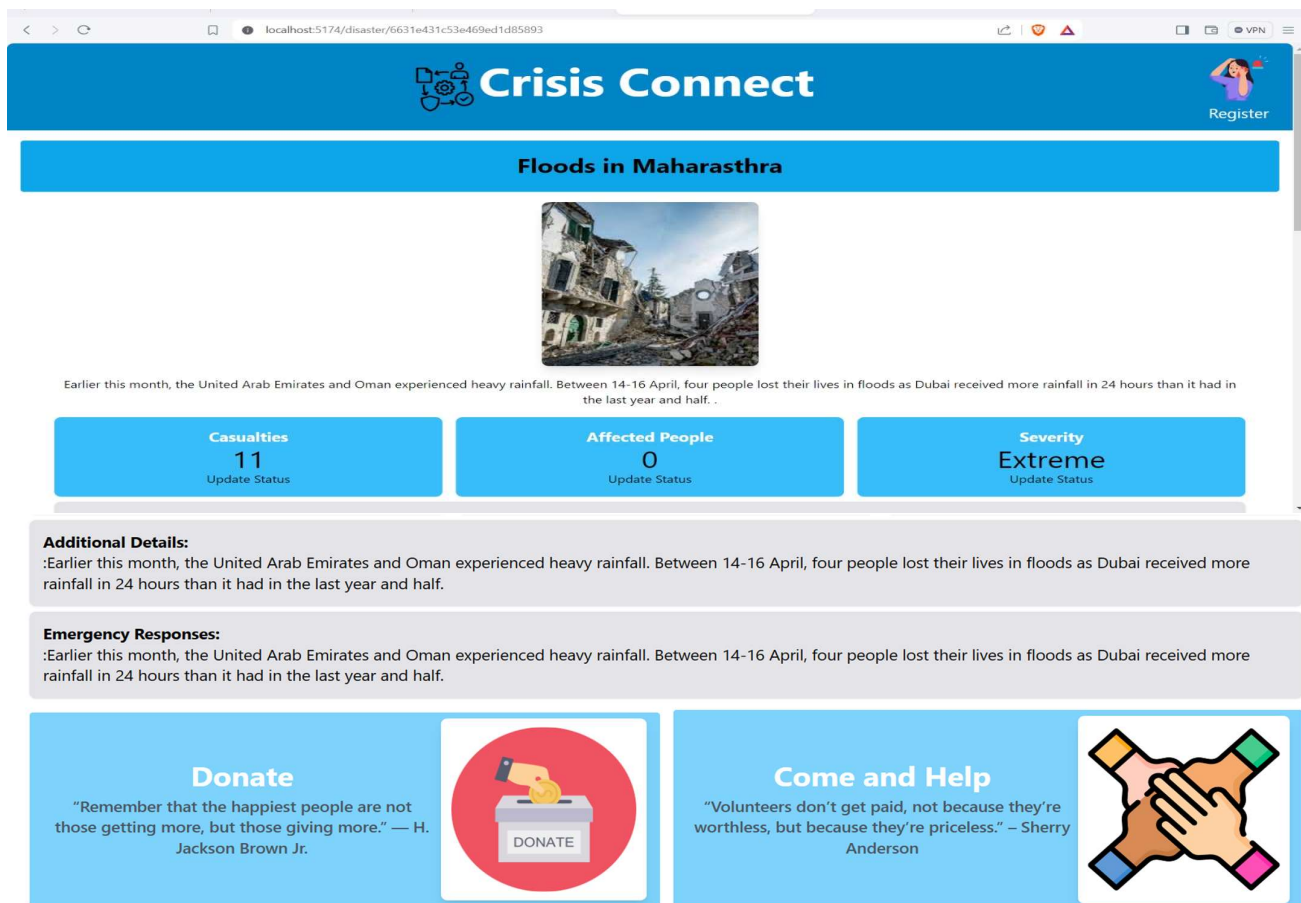 localhost:5174/disaster/6631e431c53e469ed1d85893
VPN
Crisis Connect
Register
Floods in Maharasthra
Earlier this month, the United Arab Emirates and Oman experienced heavy rainfall. Between 14-16 April, four people lost their lives in floods as Dubai received more rainfall in 24 hours than it had in
the last year and half. .
Casualties
11
Update Status
Affected People
0
Update Status
Severity
Extreme
Update Status
Additional Details:
:Earlier this month, the United Arab Emirates and Oman experienced heavy rainfall. Between 14-16 April, four people lost their lives in floods as Dubai received more
rainfall in 24 hours than it had in the last year and half.
Emergency Responses:
:Earlier this month, the United Arab Emirates and Oman experienced heavy rainfall. Between 14-16 April, four people lost their lives in floods as Dubai received more
rainfall in 24 hours than it had in the last year and half.
Donate
“Remember that the happiest people are not
those getting more, but those giving more.” — H.
Jackson Brown Jr.
DONATE
Come and Help
“Volunteers don’t get paid, not because they’re
worthless, but because they’re priceless.” – Sherry
Anderson